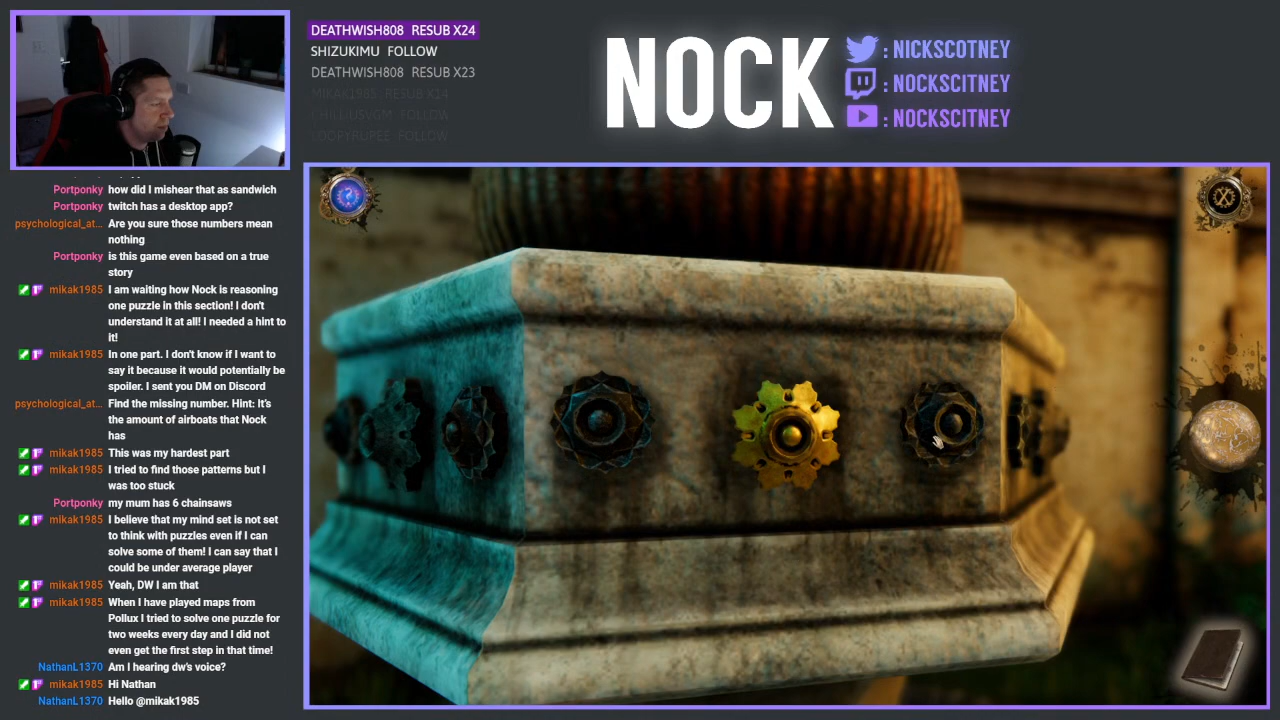 DEATHWISH808 RESUB X24
SHIZUKIMU FOLLOW
DEATHWISH808 RESUB X23
MIKAK1985 RESUB X14
CHILLIUSVGM FOLLOW
LOOPYRUPEE FOLLOW
NOCK
: NICKSCOTNEY
: NOCKSCITNEY
: NOCKSCITNEY
Portponky how did I mishear that as sandwich
Portponky twitch has a desktop app?
psychological_at... Are you sure those numbers mean
nothing
Portponky is this game even based on a true
story
mikak1985 I am waiting how Nock is reasoning
one puzzle in this section! I don't
understand it at all! I needed a hint to
it!
mikak1985 In one part. I don't know if I want to
say it because it would potentially be
spoiler. I sent you DM on Discord
psychological_at... Find the missing number. Hint: It's
the amount of airboats that Nock
has
mikak1985 This was my hardest part
mikak1985 I tried to find those patterns but I
was too stuck
Portponky my mum has 6 chainsaws
mikak1985 I believe that my mind set is not set
to think with puzzles even if I can
solve some of them! I can say that I
could be under average player
mikak1985 Yeah, DW I am that
mikak1985 When I have played maps from
Pollux I tried to solve one puzzle for
two weeks every day and I did not
even get the first step in that time!
NathanL1370 Am I hearing dw's voice?
mikak1985 Hi Nathan
NathanL1370 Hello @mikak1985